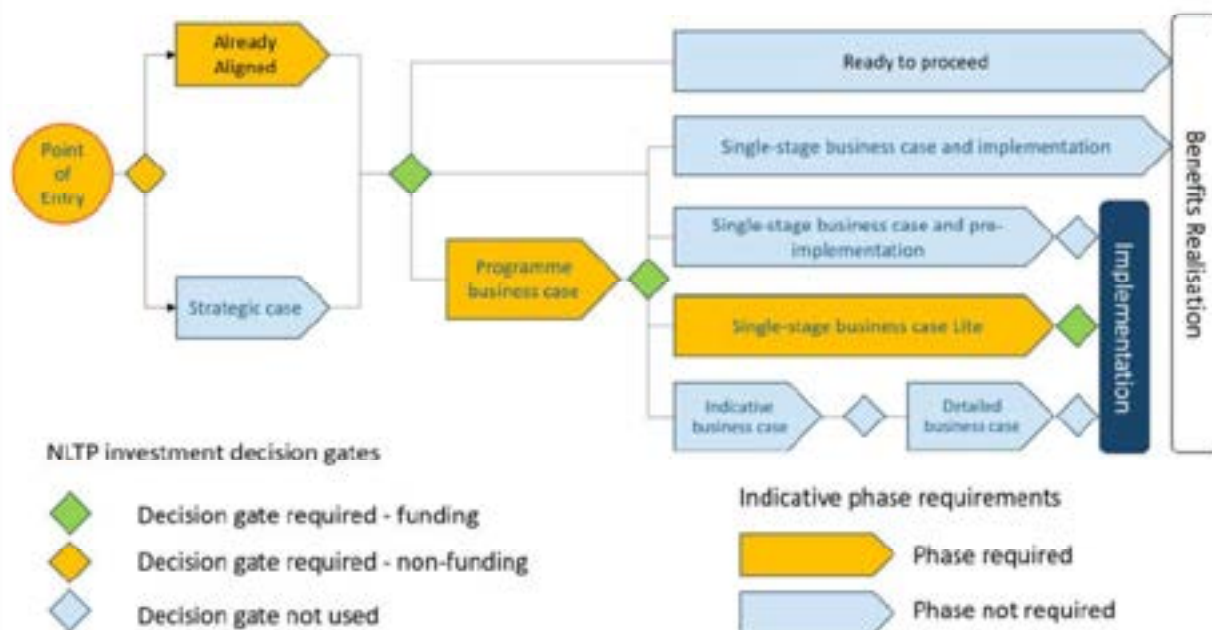 Already
Aligned
Ready to proceed
Point
of
Entry
Single-stage business case and implementation
Single-stage business case and pre-
implementation
Programme
business case
Strategic case
Single-stage business case Lite
Indicative
business case
Detailed
business case
Implementation
Benefits Realisation
NLTP investment decision gates
Decision gate required - funding
Decision gate required - non-funding
Decision gate not used
Indicative phase requirements
Phase required
Phase not required